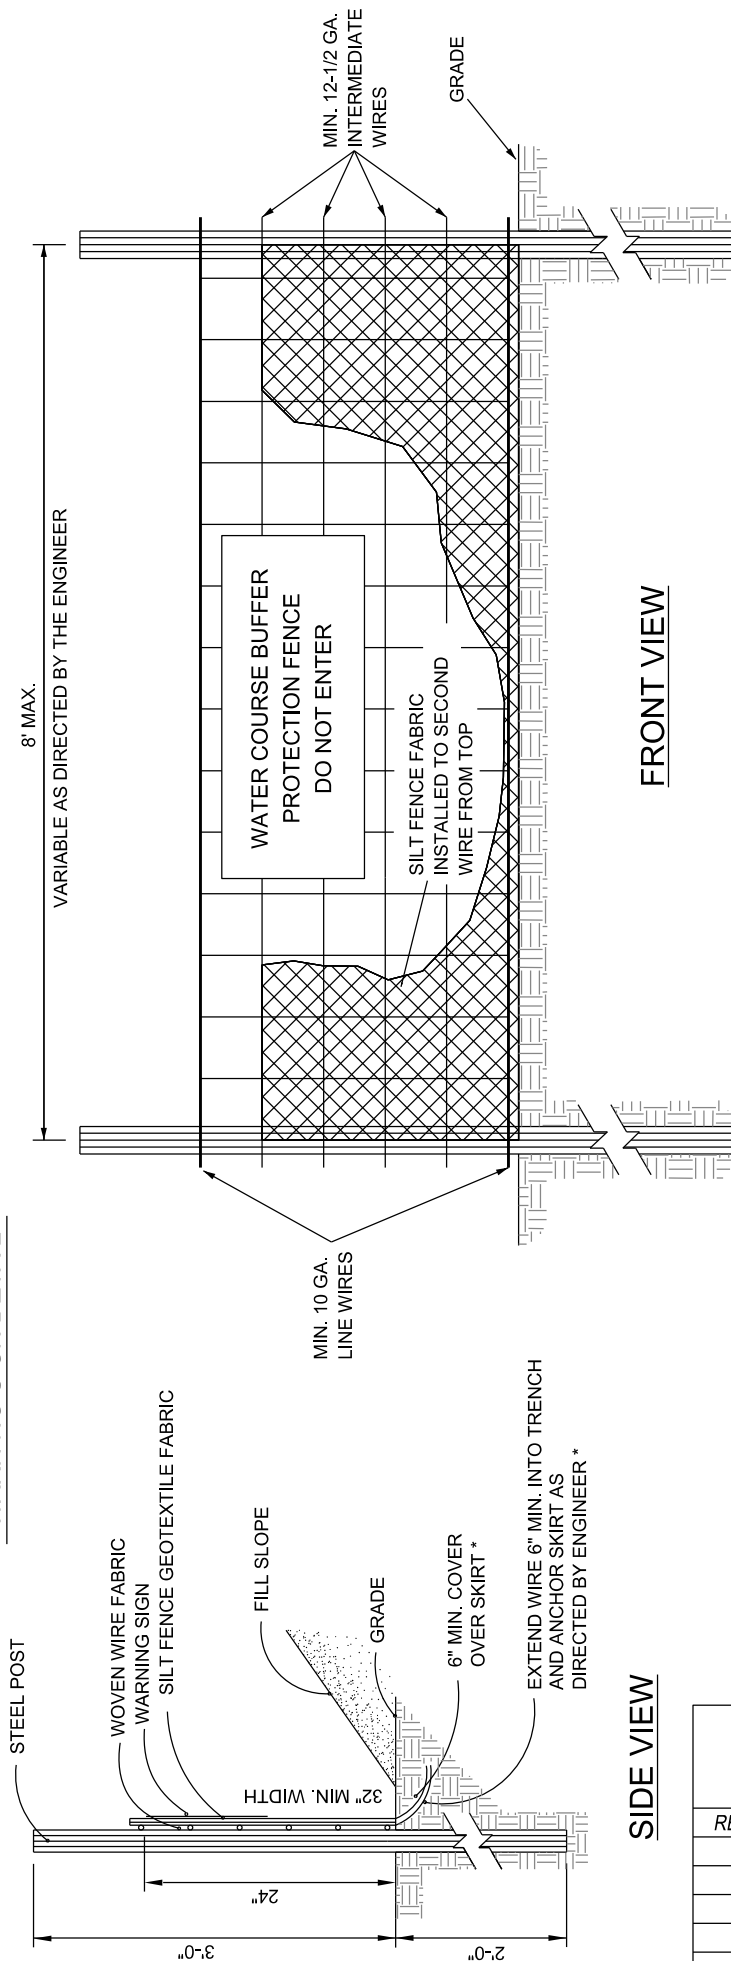 STEEL POST
WOVEN WIRE FABRIC
WARNING SIGN
SILT FENCE GEOTEXTILE FABRIC
FILL SLOPE
GRADE
6" MIN. COVER
OVER SKIRT *
EXTEND WIRE 6" MIN. INTO TRENCH
AND ANCHOR SKIRT AS
DIRECTED BY ENGINEER *
32" MIN. WIDTH
24"
3'-0"
2'-0"
SIDE VIEW
8' MAX.
VARIABLE AS DIRECTED BY THE ENGINEER
MIN. 10 GA.
LINE WIRES
WATER COURSE BUFFER
PROTECTION FENCE
DO NOT ENTER
SILT FENCE FABRIC
INSTALLED TO SECOND
WIRE FROM TOP
MIN. 12-1/2 GA.
INTERMEDIATE
WIRES
GRADE
FRONT VIEW